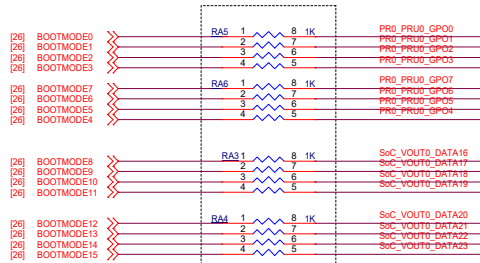 RA5 1 8 1K PR0_PRU0_GPO0
[26] BOOTMODE0 2 7 PR0_PRU0_GPO1
[26] BOOTMODE1 3 6 PR0_PRU0_GPO2
[26] BOOTMODE2 4 5 PR0_PRU0_GPO3
[26] BOOTMODE3
RA6 1 8 1K PR0_PRU0_GPO7
[26] BOOTMODE7 2 7 PR0_PRU0_GPO6
[26] BOOTMODE6 3 6 PR0_PRU0_GPO5
[26] BOOTMODE5 4 5 PR0_PRU0_GPO4
[26] BOOTMODE4
RA3 1 8 1K SoC_VOUT0_DATA16
[26] BOOTMODE8 2 7 SoC_VOUT0_DATA17
[26] BOOTMODE9 3 6 SoC_VOUT0_DATA18
[26] BOOTMODE10 4 5 SoC_VOUT0_DATA19
[26] BOOTMODE11
RA4 1 8 1K SoC_VOUT0_DATA20
[26] BOOTMODE12 2 7 SoC_VOUT0_DATA21
[26] BOOTMODE13 3 6 SoC_VOUT0_DATA22
[26] BOOTMODE14 4 5 SoC_VOUT0_DATA23
[26] BOOTMODE15